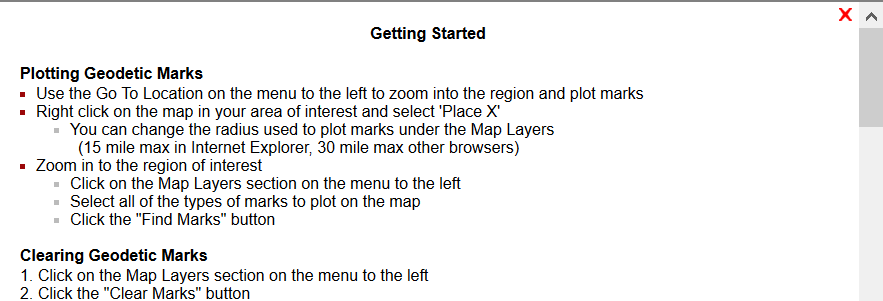 X
Getting Started
Plotting Geodetic Marks
Use the Go To Location on the menu to the left to zoom into the region and plot marks
Right click on the map in your area of interest and select 'Place X'
You can change the radius used to plot marks under the Map Layers
(15 mile max in Internet Explorer, 30 mile max other browsers)
Zoom in to the region of interest
Click on the Map Layers section on the menu to the left
Select all of the types of marks to plot on the map
Click the "Find Marks" button
Clearing Geodetic Marks
1. Click on the Map Layers section on the menu to the left
2. Click the "Clear Marks" button